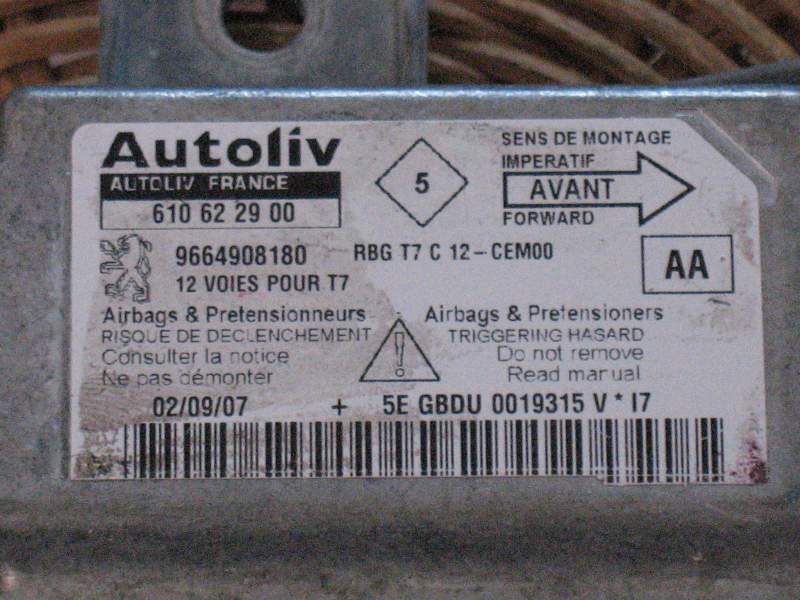 Autoliv
AUTOLIV FRANCE
610 62 29 00
5
SENS DE MONTAGE
IMPERATIF
AVANT
FORWARD
9664908180
RBG T7 C 12-CEM00
12 VOIES POUR T7
AA
Airbags & Pretensionneurs
RISQUE DE DECLENCHEMENT
Consulter la notice
Ne pas démonter
!
Airbags & Pretensioners
TRIGGERING HASARD
Do not remove
Read manual
02/09/07 + 5E GBDU 0019315 V * I7